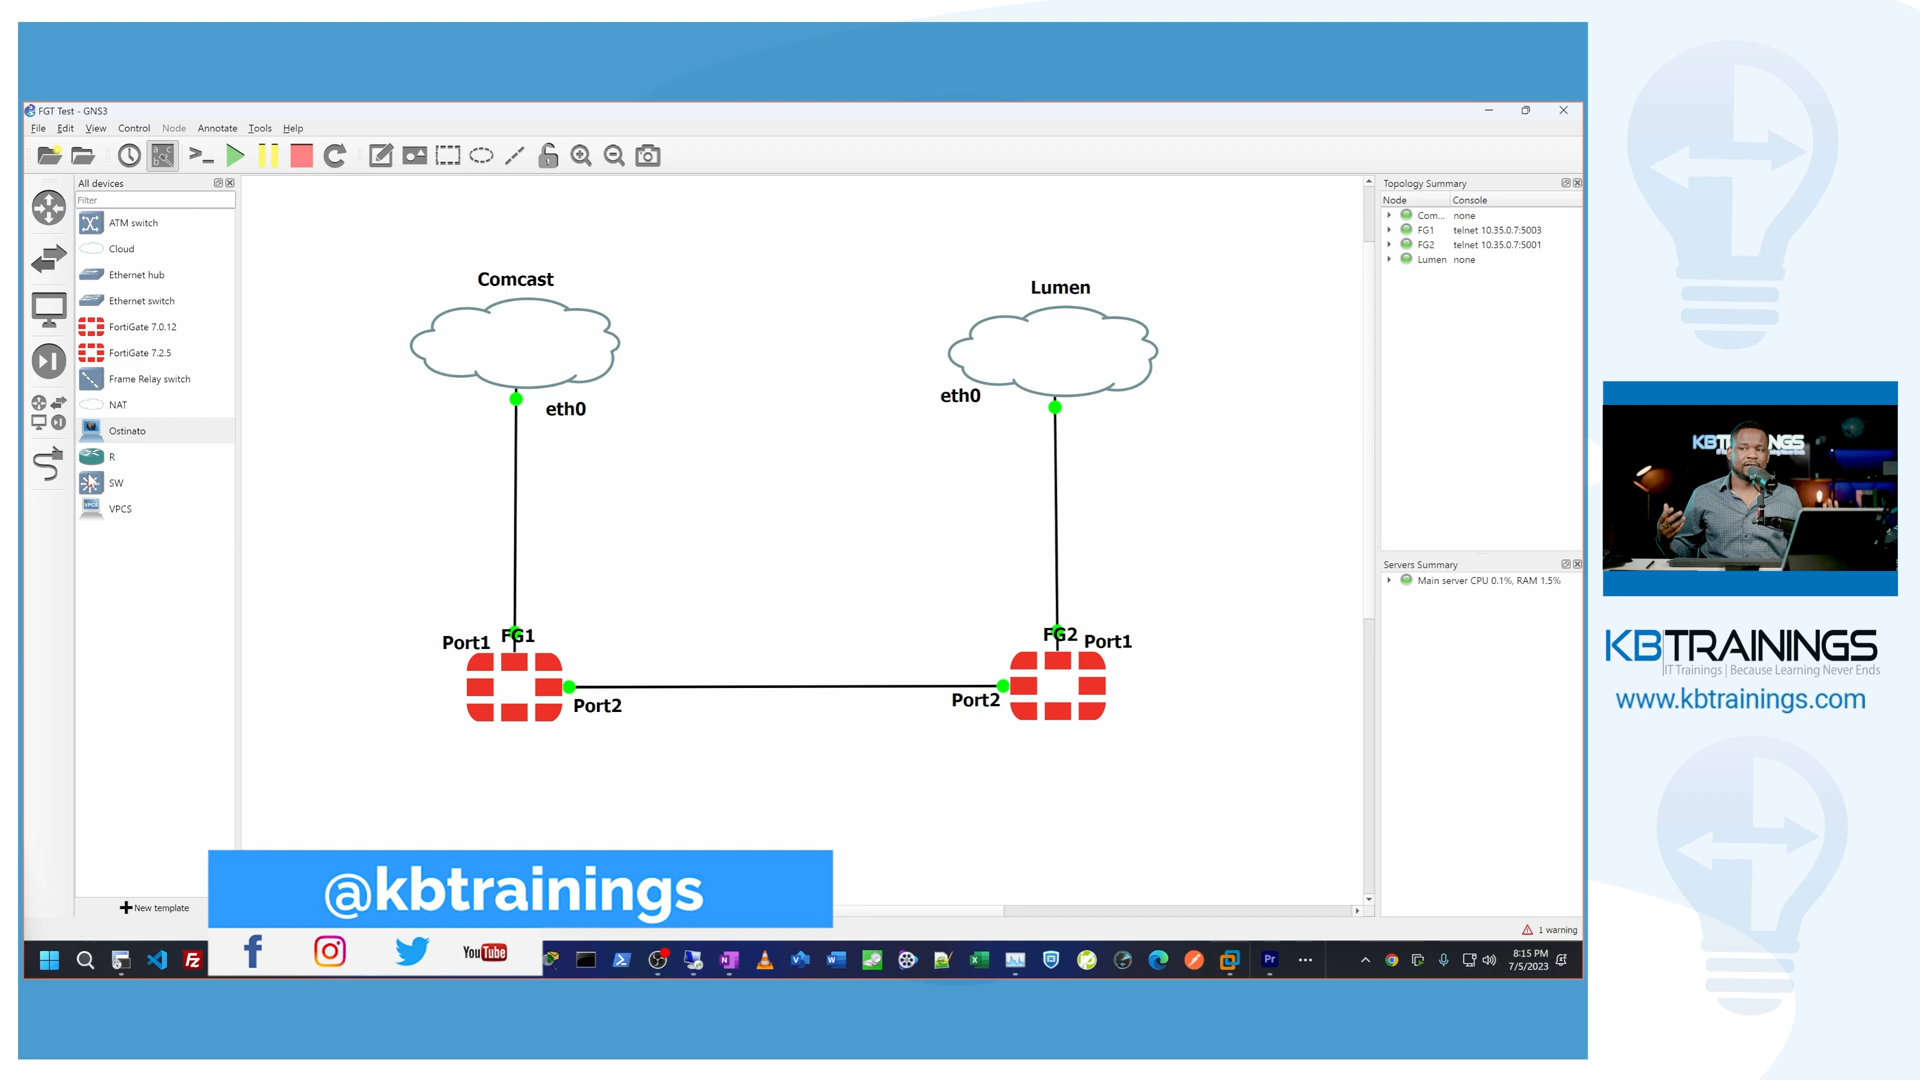 FGT Test - GNS3
File Edit View Control Node Annotate Tools Help
All devices
Filter
ATM switch
Cloud
Ethernet hub
Ethernet switch
FortiGate 7.0.12
FortiGate 7.2.5
Frame Relay switch
NAT
Ostinato
R
SW
VPCS
New template
Comcast
eth0
Lumen
eth0
Port1 FG1
Port2
FG2 Port1
Port2
Topology Summary
Node Console
Com... none
FG1 telnet 10.35.0.7:5003
FG2 telnet 10.35.0.7:5001
Lumen none
Servers Summary
Main server CPU 0.1%, RAM 1.5%
1 warning
@kbtrainings
YouTube
8:15 PM
7/5/2023
KBTRAININGS
IT Trainings | Because Learning Never Ends
www.kbtrainings.com